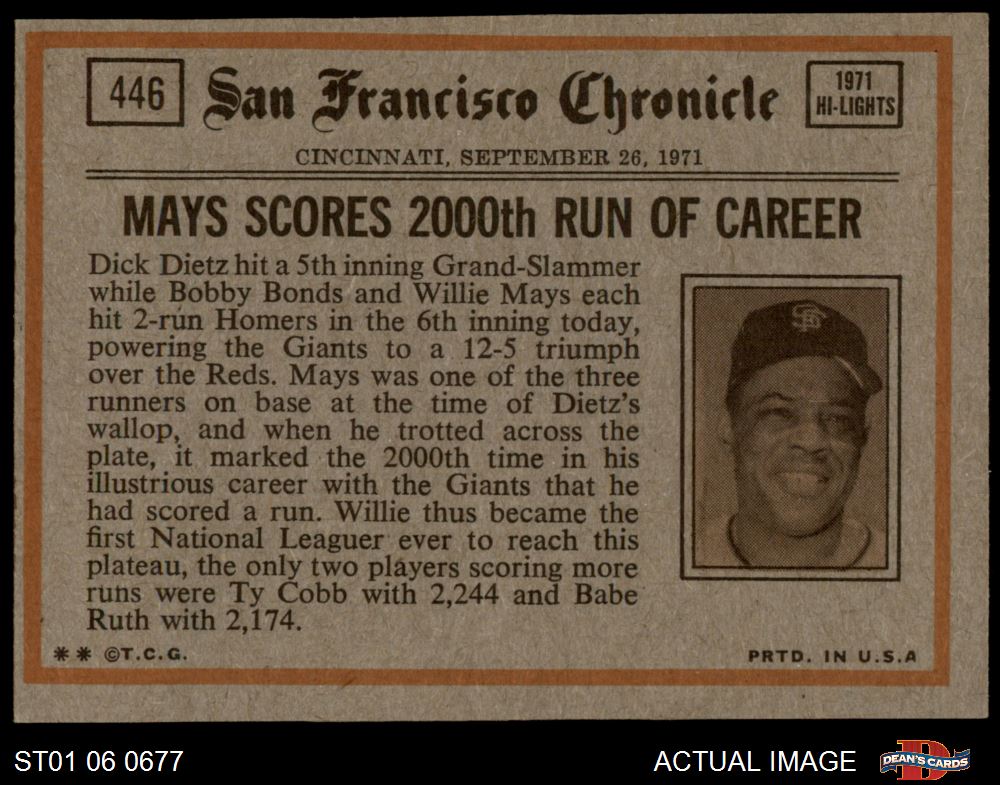 446
San Francisco Chronicle
1971
HI-LIGHTS
CINCINNATI, SEPTEMBER 26, 1971
MAYS SCORES 2000th RUN OF CAREER
Dick Dietz hit a 5th inning Grand-Slammer
while Bobby Bonds and Willie Mays each
hit 2-run Homers in the 6th inning today,
powering the Giants to a 12-5 triumph
over the Reds. Mays was one of the three
runners on base at the time of Dietz's
wallop, and when he trotted across the
plate, it marked the 2000th time in his
illustrious career with the Giants that he
had scored a run. Willie thus became the
first National Leaguer ever to reach this
plateau, the only two players scoring more
runs were Ty Cobb with 2,244 and Babe
Ruth with 2,174.
SF
** ©T.C.G.
PRTD. IN U.S.A
ST01 06 0677
ACTUAL IMAGE
D
DEAN'S CARDS